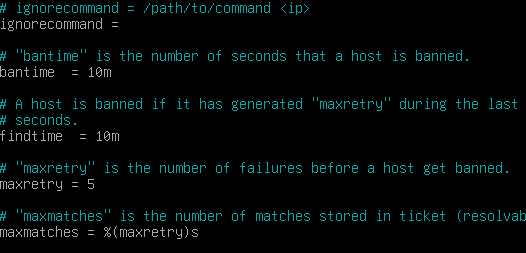 # ignorecommand = /path/to/command <ip>
ignorecommand =
# "bantime" is the number of seconds that a host is banned.
bantime  = 10m
# A host is banned if it has generated "maxretry" during the last
# seconds.
findtime  = 10m
# "maxretry" is the number of failures before a host get banned.
maxretry = 5
# "maxmatches" is the number of matches stored in ticket (resolvab
maxmatches = %(maxretry)s